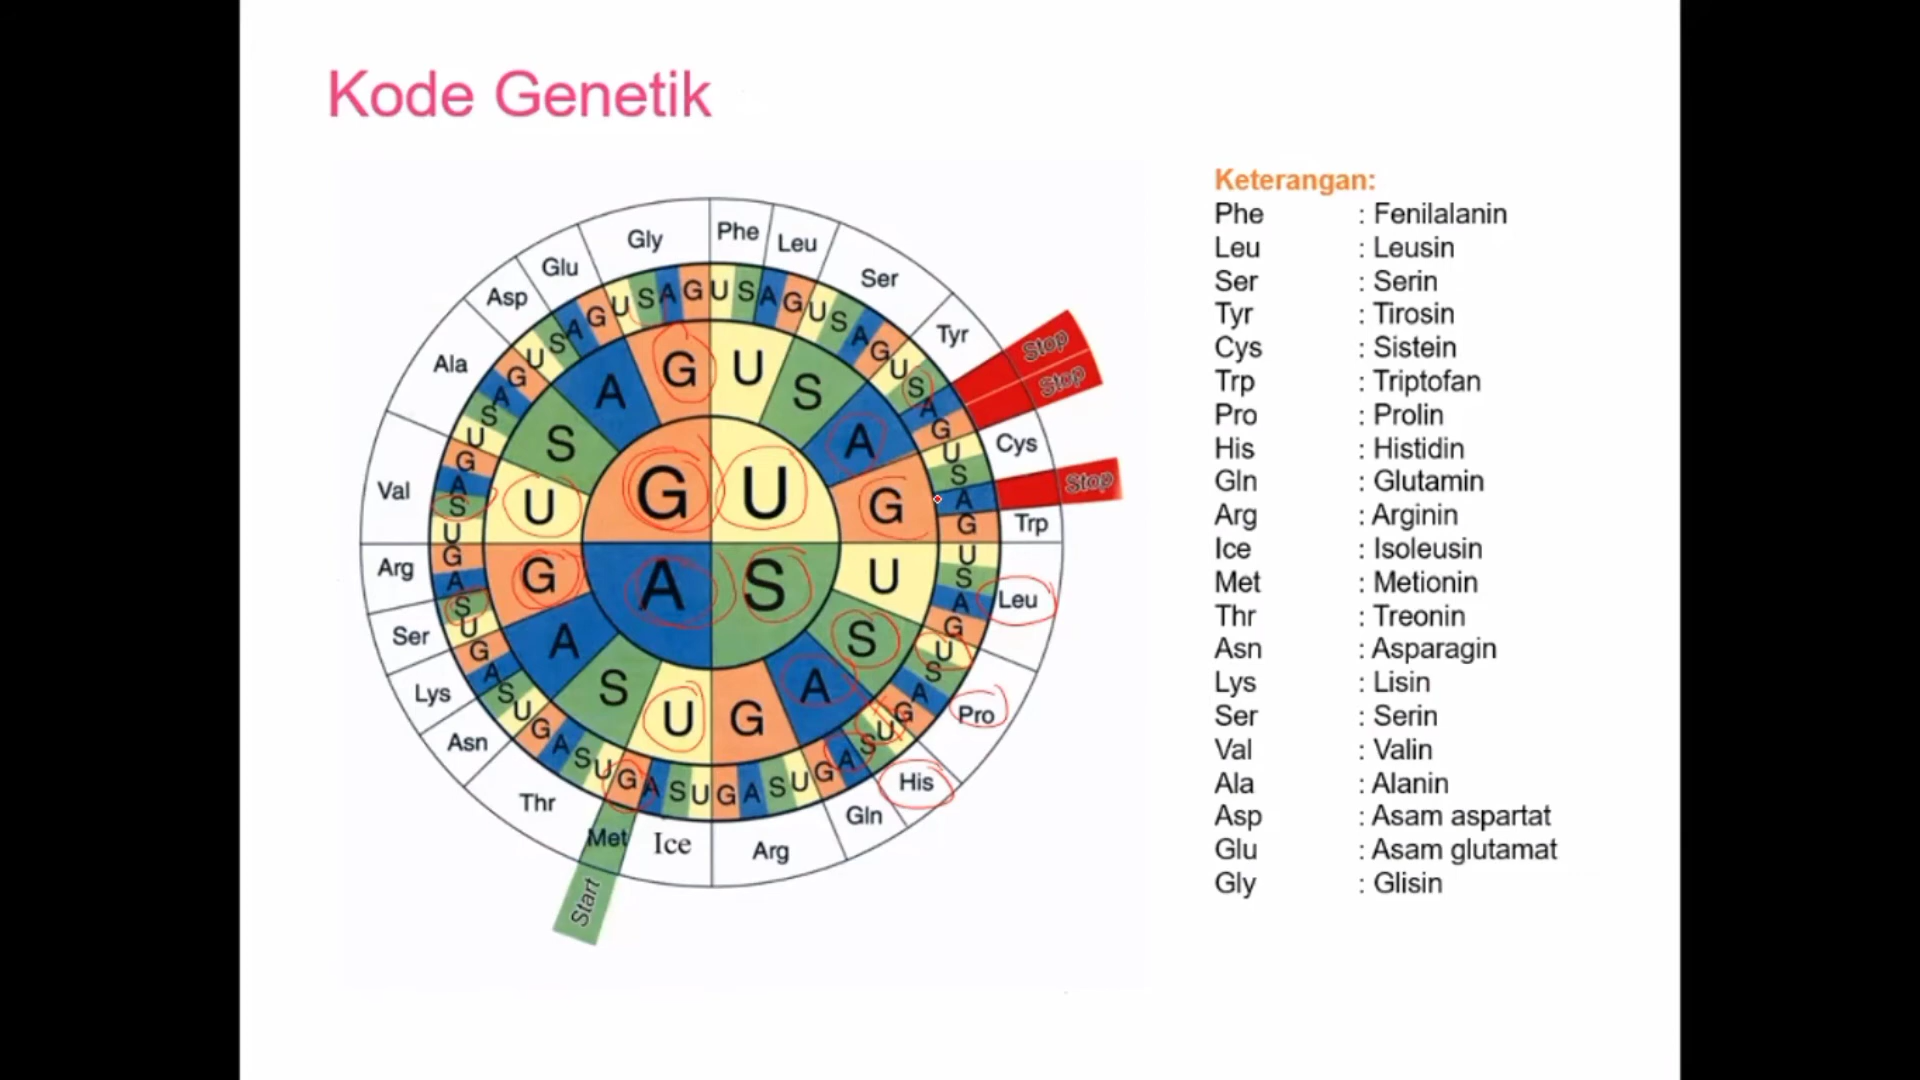 Kode Genetik
Keterangan:
Phe : Fenilalanin
Leu : Leusin
Ser : Serin
Tyr : Tirosin
Cys : Sistein
Trp : Triptofan
Pro : Prolin
His : Histidin
Gln : Glutamin
Arg : Arginin
Ice : Isoleusin
Met : Metionin
Thr : Treonin
Asn : Asparagin
Lys : Lisin
Ser : Serin
Val : Valin
Ala : Alanin
Asp : Asam aspartat
Glu : Asam glutamat
Gly : Glisin
Phe
Leu
Ser
Tyr
Stop
Stop
Cys
Stop
Trp
Leu
Pro
His
Gln
Arg
Ice
Met
Start
Thr
Asn
Lys
Ser
Arg
Val
Ala
Asp
Glu
Gly
U S A G U S A G U S A G U S A G
U S A G U S A G U S A G U S A G
U S A G U S A G U S A G U S A G
U S A G U S A G U S A G U S A G
U S A G
U S A G
U S A G
U S A G
G U
A S